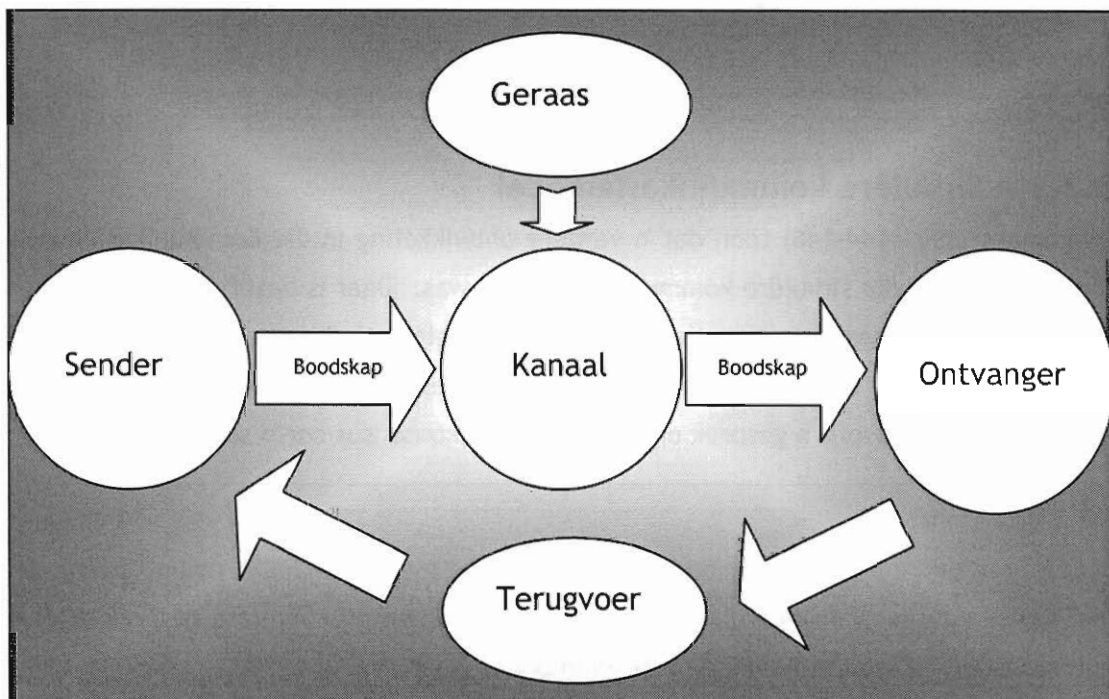 Geraas
Sender
Boodskap
Kanaal
Boodskap
Ontvanger
Terugvoer